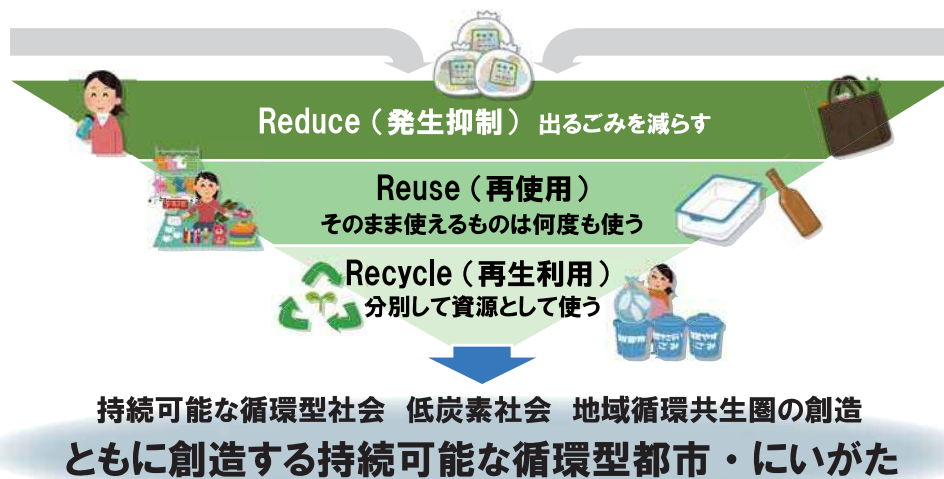 Reduce（発生抑制）出るごみを減らす
Reuse（再使用）
そのまま使えるものは何度も使う
Recycle（再生利用）
分別して資源として使う
持続可能な循環型社会 低炭素社会 地域循環共生圏の創造
ともに創造する持続可能な循環型都市・にいがた